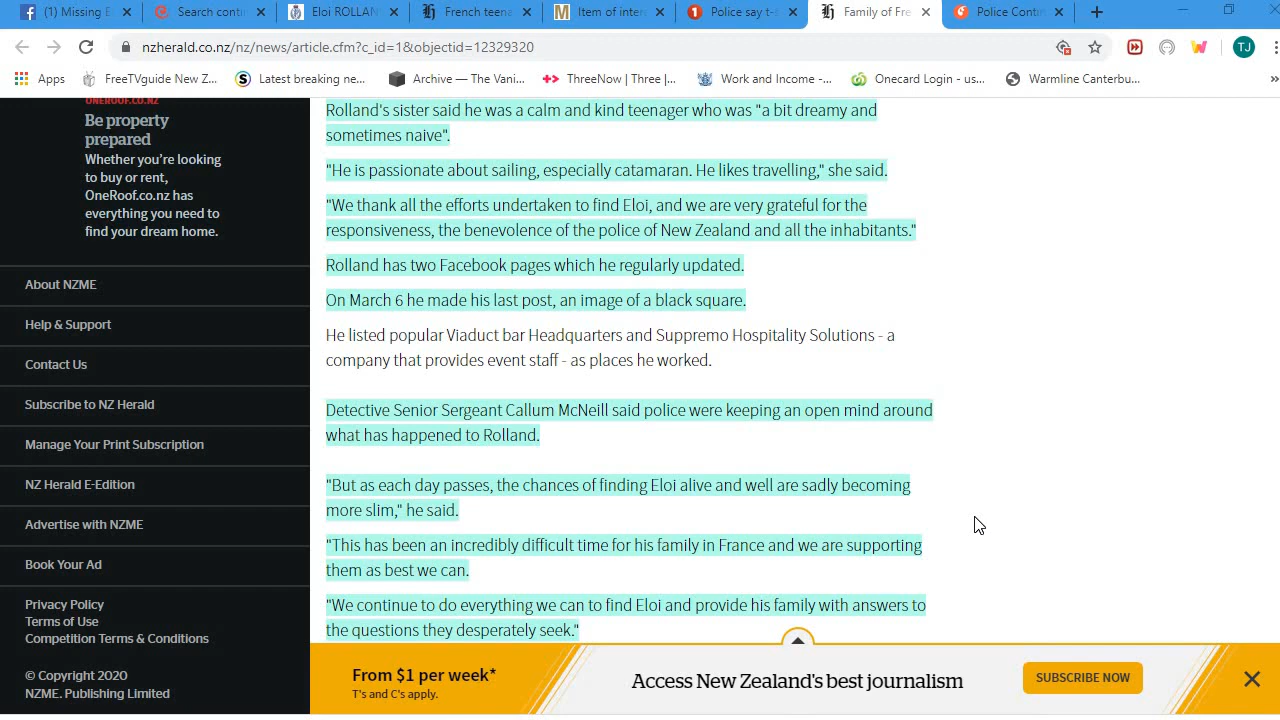 (1) Missing E
Search conti
Eloi ROLLAN
French teena
Item of inter
Police say t-s
Family of Fre
Police Contin
nzherald.co.nz/nz/news/article.cfm?c_id=1&objectid=12329320
TJ
Apps
FreeTVguide New Z...
Latest breaking ne...
Archive — The Vani...
ThreeNow | Three |...
Work and Income -...
Onecard Login - us...
Warmline Canterbu...
ONEROOF.CO.NZ
Be property
prepared
Whether you're looking
to buy or rent,
OneRoof.co.nz has
everything you need to
find your dream home.
About NZME
Help & Support
Contact Us
Subscribe to NZ Herald
Manage Your Print Subscription
NZ Herald E-Edition
Advertise with NZME
Book Your Ad
Privacy Policy
Terms of Use
Competition Terms & Conditions
© Copyright 2020
NZME. Publishing Limited
Rolland's sister said he was a calm and kind teenager who was "a bit dreamy and
sometimes naive".
"He is passionate about sailing, especially catamaran. He likes travelling," she said.
"We thank all the efforts undertaken to find Eloi, and we are very grateful for the
responsiveness, the benevolence of the police of New Zealand and all the inhabitants."
Rolland has two Facebook pages which he regularly updated.
On March 6 he made his last post, an image of a black square.
He listed popular Viaduct bar Headquarters and Suppremo Hospitality Solutions - a
company that provides event staff - as places he worked.
Detective Senior Sergeant Callum McNeill said police were keeping an open mind around
what has happened to Rolland.
"But as each day passes, the chances of finding Eloi alive and well are sadly becoming
more slim," he said.
"This has been an incredibly difficult time for his family in France and we are supporting
them as best we can.
"We continue to do everything we can to find Eloi and provide his family with answers to
the questions they desperately seek."
From $1 per week*
T's and C's apply.
Access New Zealand's best journalism
SUBSCRIBE NOW